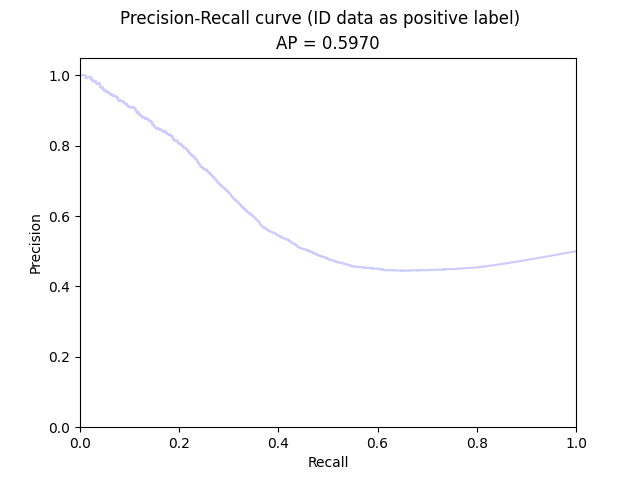 Precision-Recall curve (ID data as positive label)
AP = 0.5970
1.0
0.8
0.6
0.4
0.2
0.0
Precision
0.0 0.2 0.4 0.6 0.8 1.0
Recall